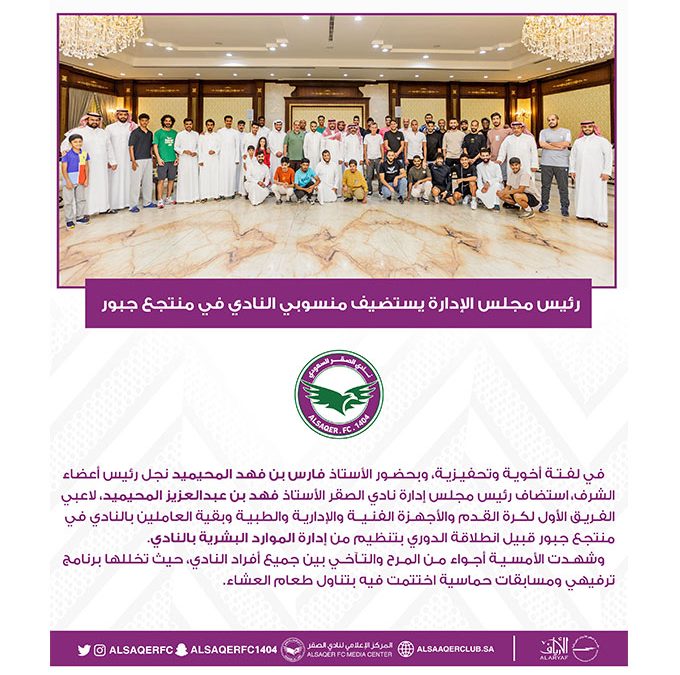 رئيس مجلس الإدارة يستضيف منسوبي النادي في منتجع جبور
نادي الصقر السعودي
ALSAQER . FC . 1404
في لفتة أخوية وتحفيزية، وبحضور الأستاذ فارس بن فهد المحيميد نجل رئيس أعضاء
الشرف، استضاف رئيس مجلس إدارة نادي الصقر الأستاذ فهد بن عبدالعزيز المحيميد، لاعبي
الفريق الأول لكرة القدم والأجهزة الفنية والإدارية والطبية وبقية العاملين بالنادي في
منتجع جبور قبيل انطلاقة الدوري بتنظيم من إدارة الموارد البشرية بالنادي.
وشهدت الأمسية أجواء من المرح والتآخي بين جميع أفراد النادي، حيث تخللها برنامج
ترفيهي ومسابقات حماسية اختتمت فيه بتناول طعام العشاء.
ALSAQERFC
ALSAQERFC1404
المركز الإعلامي لنادي الصقر
ALSAQER FC MEDIA CENTER
ALSAAQERCLUB.SA
الأرياف
ALARYAF